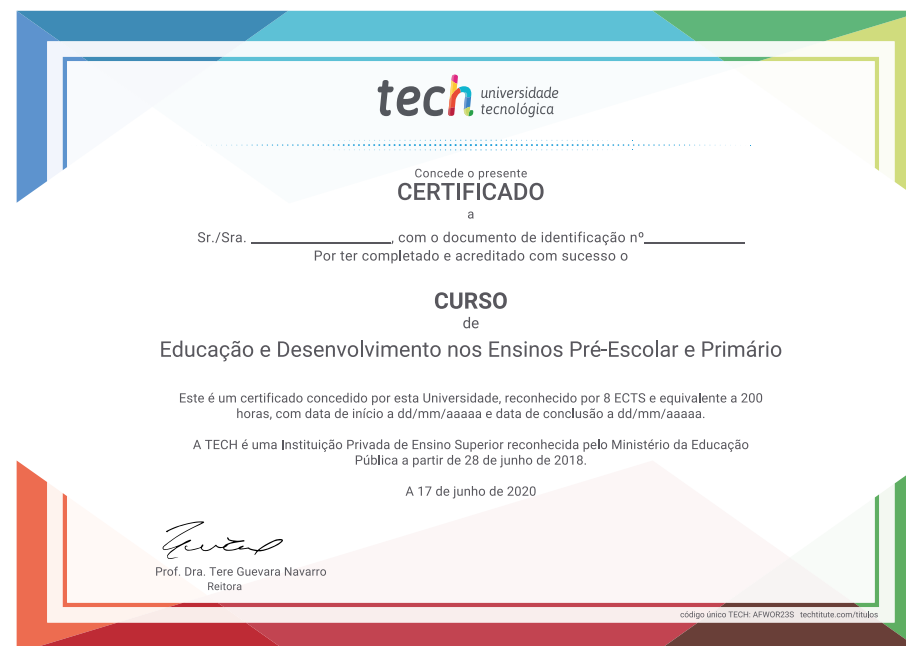 tech universidade
tecnológica
Concede o presente
CERTIFICADO
a
Sr./Sra. ____________________, com o documento de identificação nº______________
Por ter completado e acreditado com sucesso o
CURSO
de
Educação e Desenvolvimento nos Ensinos Pré-Escolar e Primário
Este é um certificado concedido por esta Universidade, reconhecido por 8 ECTS e equivalente a 200
horas, com data de início a dd/mm/aaaaa e data de conclusão a dd/mm/aaaaa.
A TECH é uma Instituição Privada de Ensino Superior reconhecida pelo Ministério da Educação
Pública a partir de 28 de junho de 2018.
A 17 de junho de 2020
Prof. Dra. Tere Guevara Navarro
Reitora
código único TECH: AFWOR23S techtitute.com/titulos